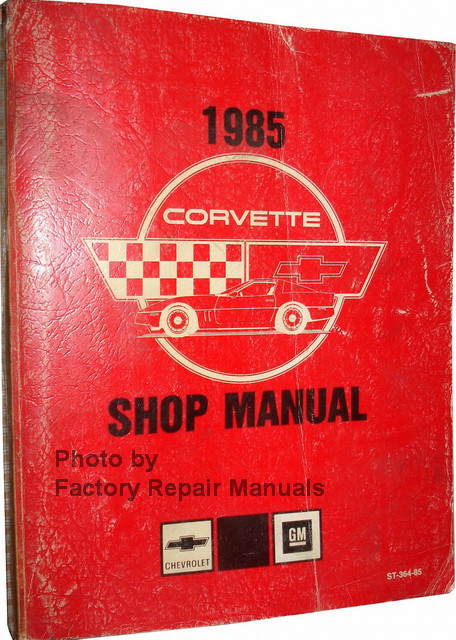 1985
CORVETTE
SHOP MANUAL
Photo by
Factory Repair Manuals
CHEVROLET
GM
ST-364-85